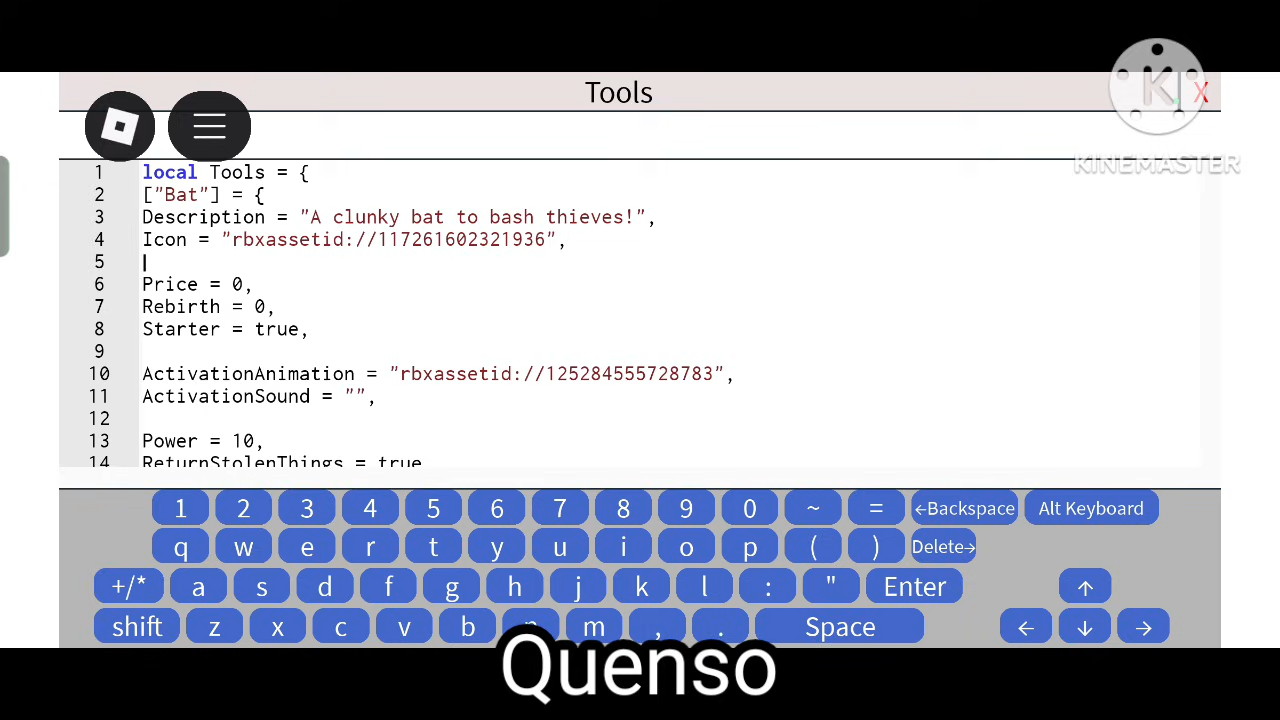 Tools
X
KINEMASTER
1 local Tools = {
2 ["Bat"] = {
3 Description = "A clunky bat to bash thieves!",
4 Icon = "rbxassetid://117261602321936",
5
6 Price = 0,
7 Rebirth = 0,
8 Starter = true,
9
10 ActivationAnimation = "rbxassetid://125284555728783",
11 ActivationSound = "",
12
13 Power = 10,
14 ReturnStolenThings = true
1 2 3 4 5 6 7 8 9 0 ~ = ←Backspace Alt Keyboard
q w e r t y u i o p ( ) Delete→
+/* a s d f g h j k l : " Enter ↑
shift z x c v b n m , . Space ← ↓ →
Quenso